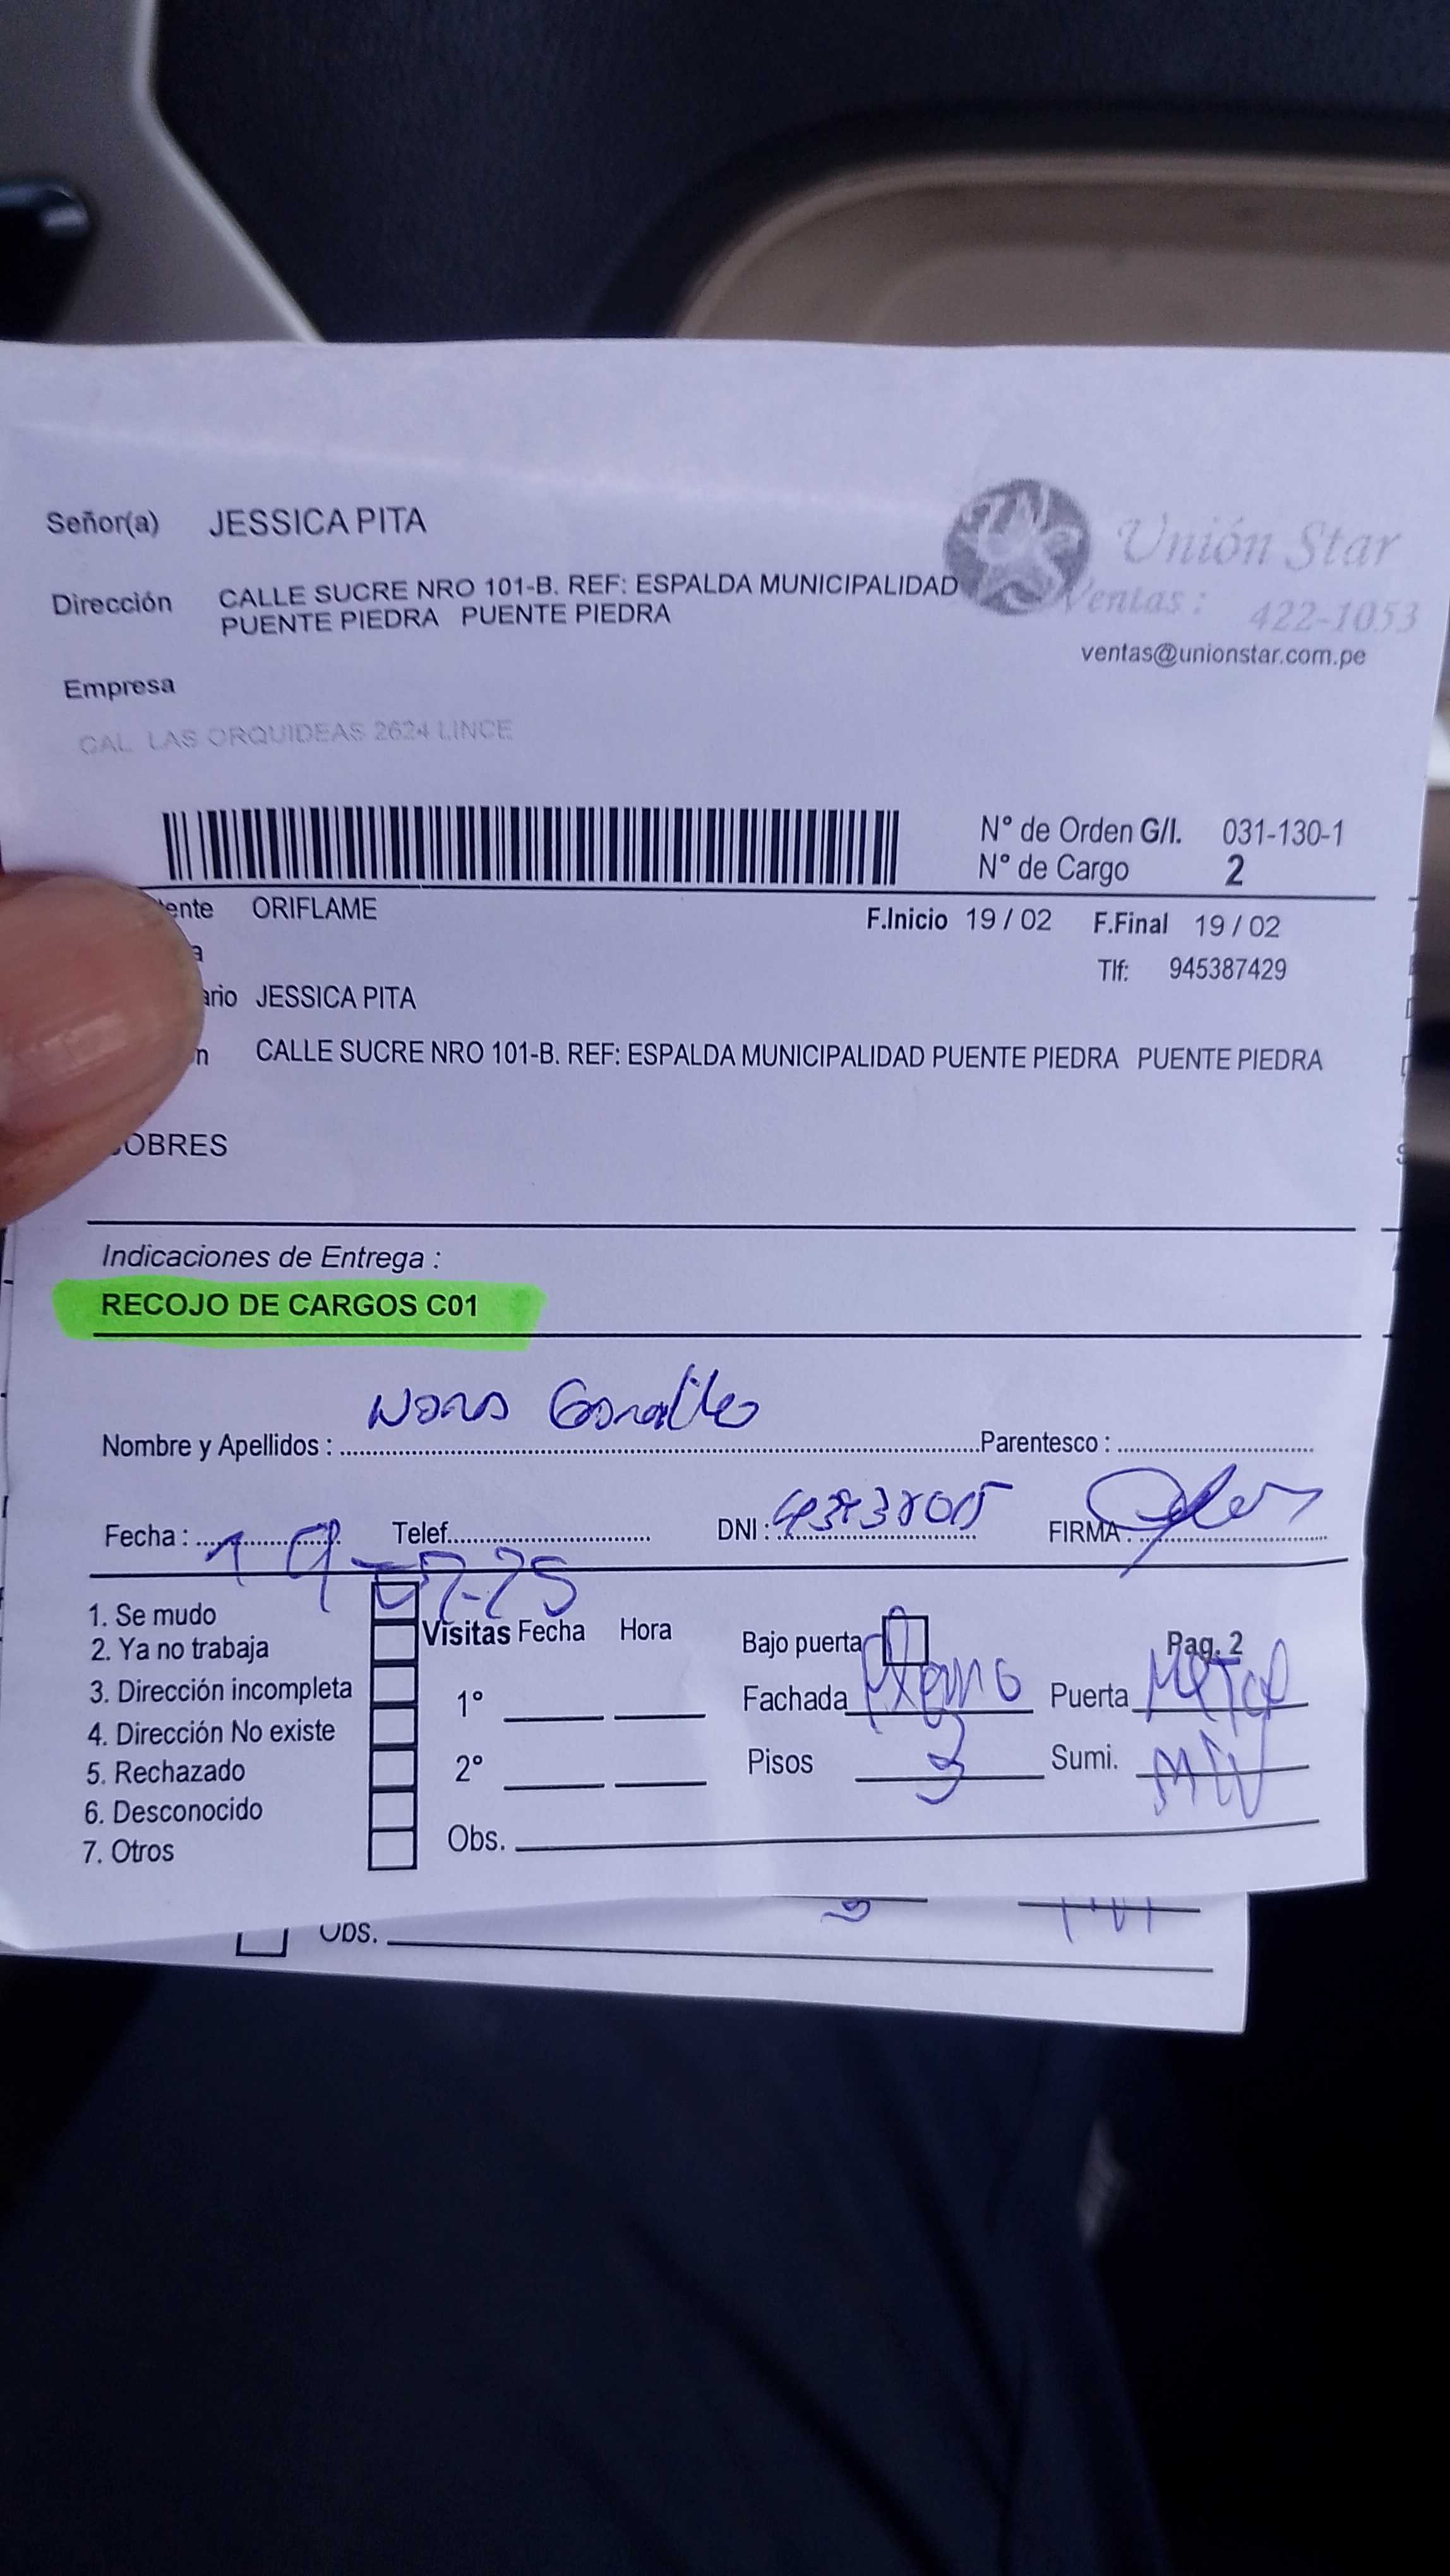 Señor(a) JESSICA PITA
Unión Star
Dirección CALLE SUCRE NRO 101-B. REF: ESPALDA MUNICIPALIDAD
PUENTE PIEDRA PUENTE PIEDRA
Ventas: 422-1053
ventas@unionstar.com.pe
Empresa
CAL. LAS ORQUIDEAS 2624 LINCE
N° de Orden G/I. 031-130-1
N° de Cargo 2
ente ORIFLAME
F.Inicio 19 / 02 F.Final 19 / 02
a
Tlf: 945387429
ario JESSICA PITA
n CALLE SUCRE NRO 101-B. REF: ESPALDA MUNICIPALIDAD PUENTE PIEDRA PUENTE PIEDRA
OBRES
Indicaciones de Entrega :
RECOJO DE CARGOS C01
Nombre y Apellidos : Parentesco :
Fecha : 19 Telef. DNI : FIRMA :
1. Se mudo
2. Ya no trabaja
3. Dirección incompleta
4. Dirección No existe
5. Rechazado
6. Desconocido
7. Otros
Visitas Fecha Hora
1°
2°
Obs.
Bajo puerta Pag. 2
Fachada Puerta Metal
Pisos 3 Sumi.
Obs.